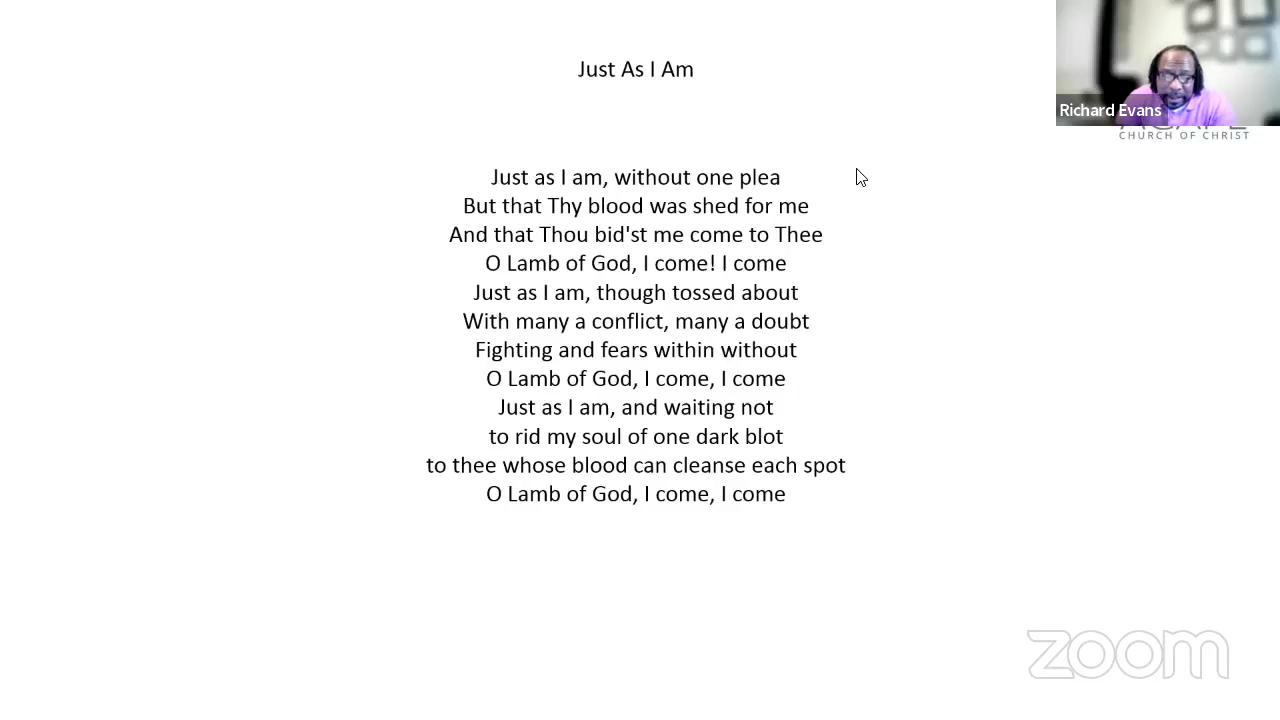 Just As I Am
Richard Evans
CHURCH OF CHRIST
Just as I am, without one plea
But that Thy blood was shed for me
And that Thou bid'st me come to Thee
O Lamb of God, I come! I come
Just as I am, though tossed about
With many a conflict, many a doubt
Fighting and fears within without
O Lamb of God, I come, I come
Just as I am, and waiting not
to rid my soul of one dark blot
to thee whose blood can cleanse each spot
O Lamb of God, I come, I come
zoom